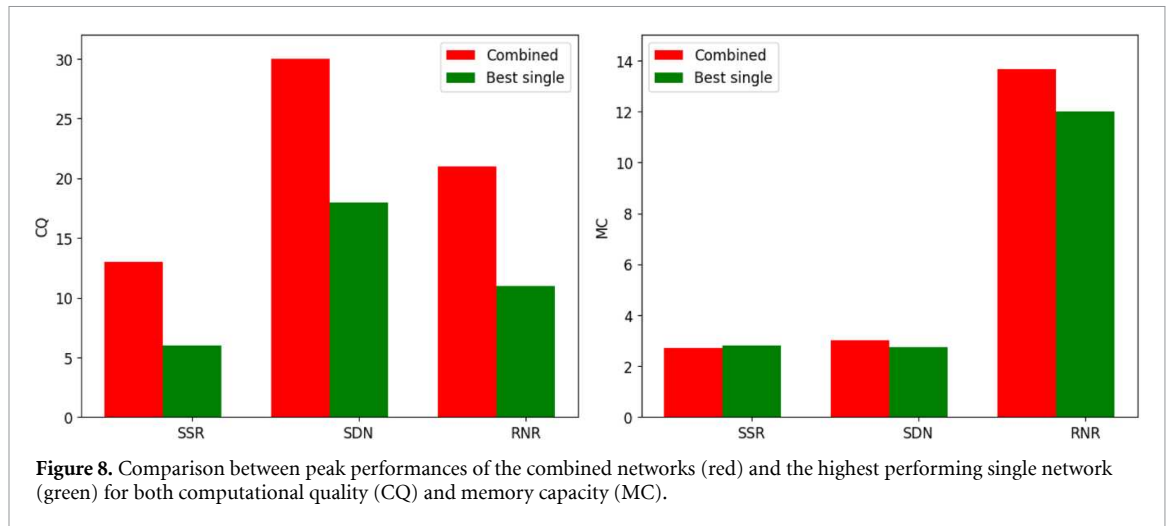 30
25
20
15
10
5
0
CQ
Combined
Best single
SSR
SDN
RNR
14
12
10
8
6
4
2
0
MC
Combined
Best single
SSR
SDN
RNR
Figure 8. Comparison between peak performances of the combined networks (red) and the highest performing single network
(green) for both computational quality (CQ) and memory capacity (MC).